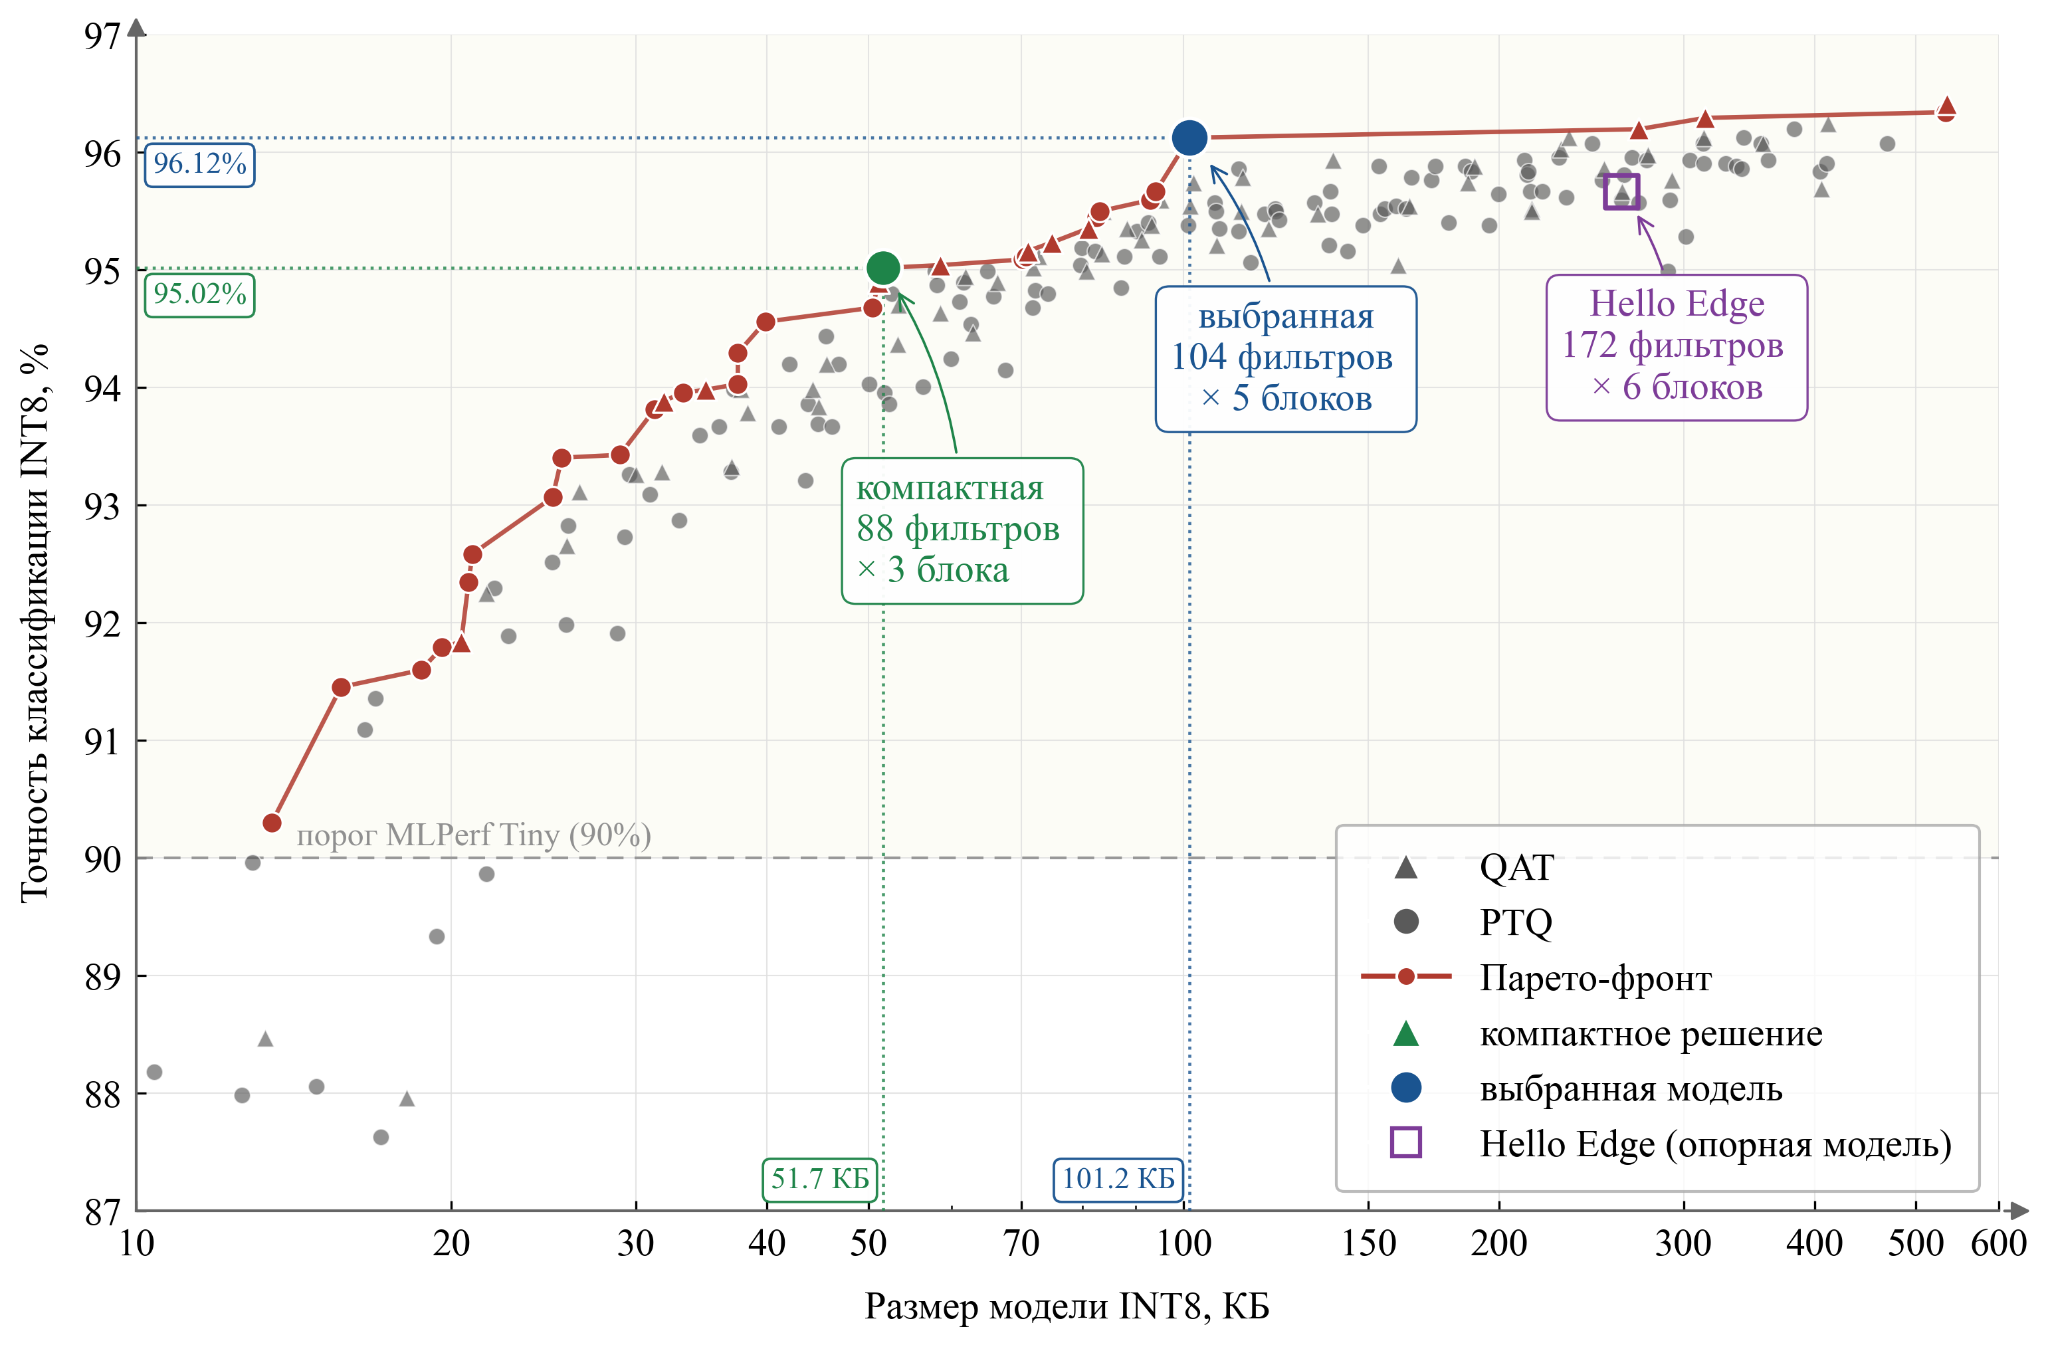 Точность классификации INT8, %
97
96
95
94
93
92
91
90
89
88
87
96.12%
95.02%
порог MLPerf Tiny (90%)
компактная
88 фильтров
× 3 блока
выбранная
104 фильтров
× 5 блоков
Hello Edge
172 фильтров
× 6 блоков
QAT
PTQ
Парето-фронт
компактное решение
выбранная модель
Hello Edge (опорная модель)
51.7 КБ
101.2 КБ
10 20 30 40 50 70 100 150 200 300 400 500 600
Размер модели INT8, КБ